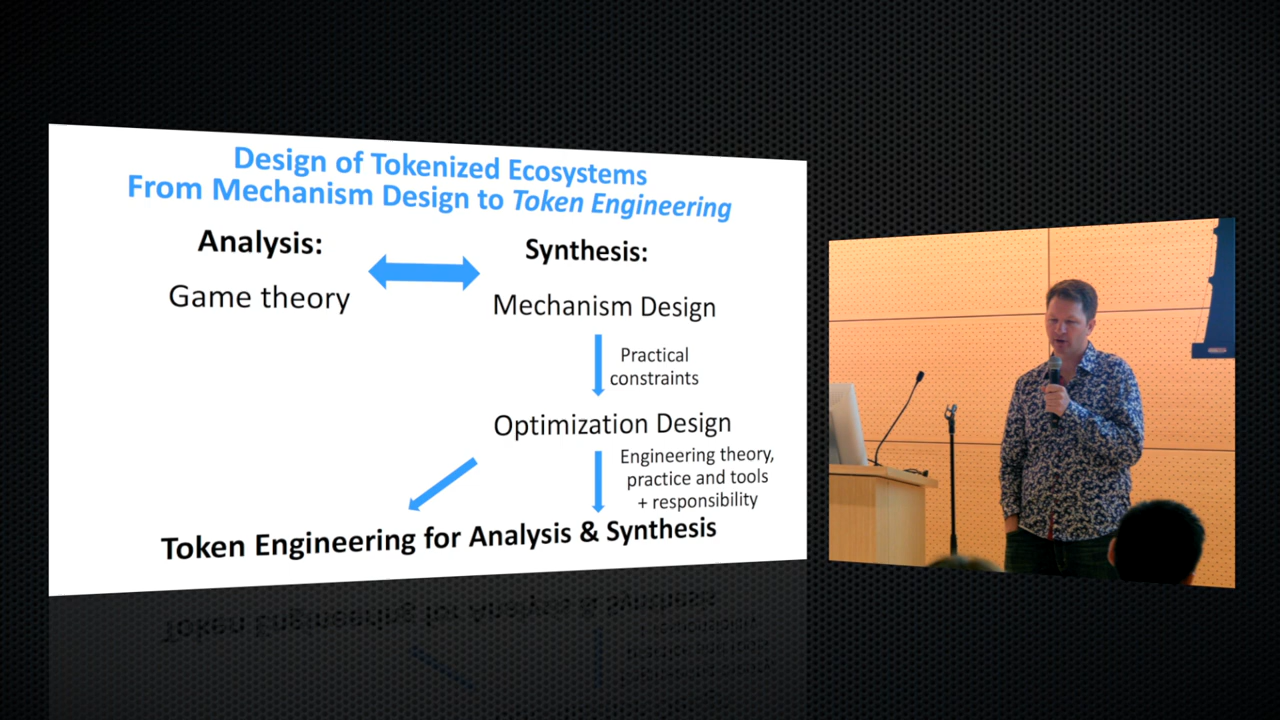 Design of Tokenized Ecosystems
From Mechanism Design to Token Engineering
Analysis:
Synthesis:
Game theory
Mechanism Design
Practical
constraints
Optimization Design
Engineering theory,
practice and tools
+ responsibility
Token Engineering for Analysis & Synthesis